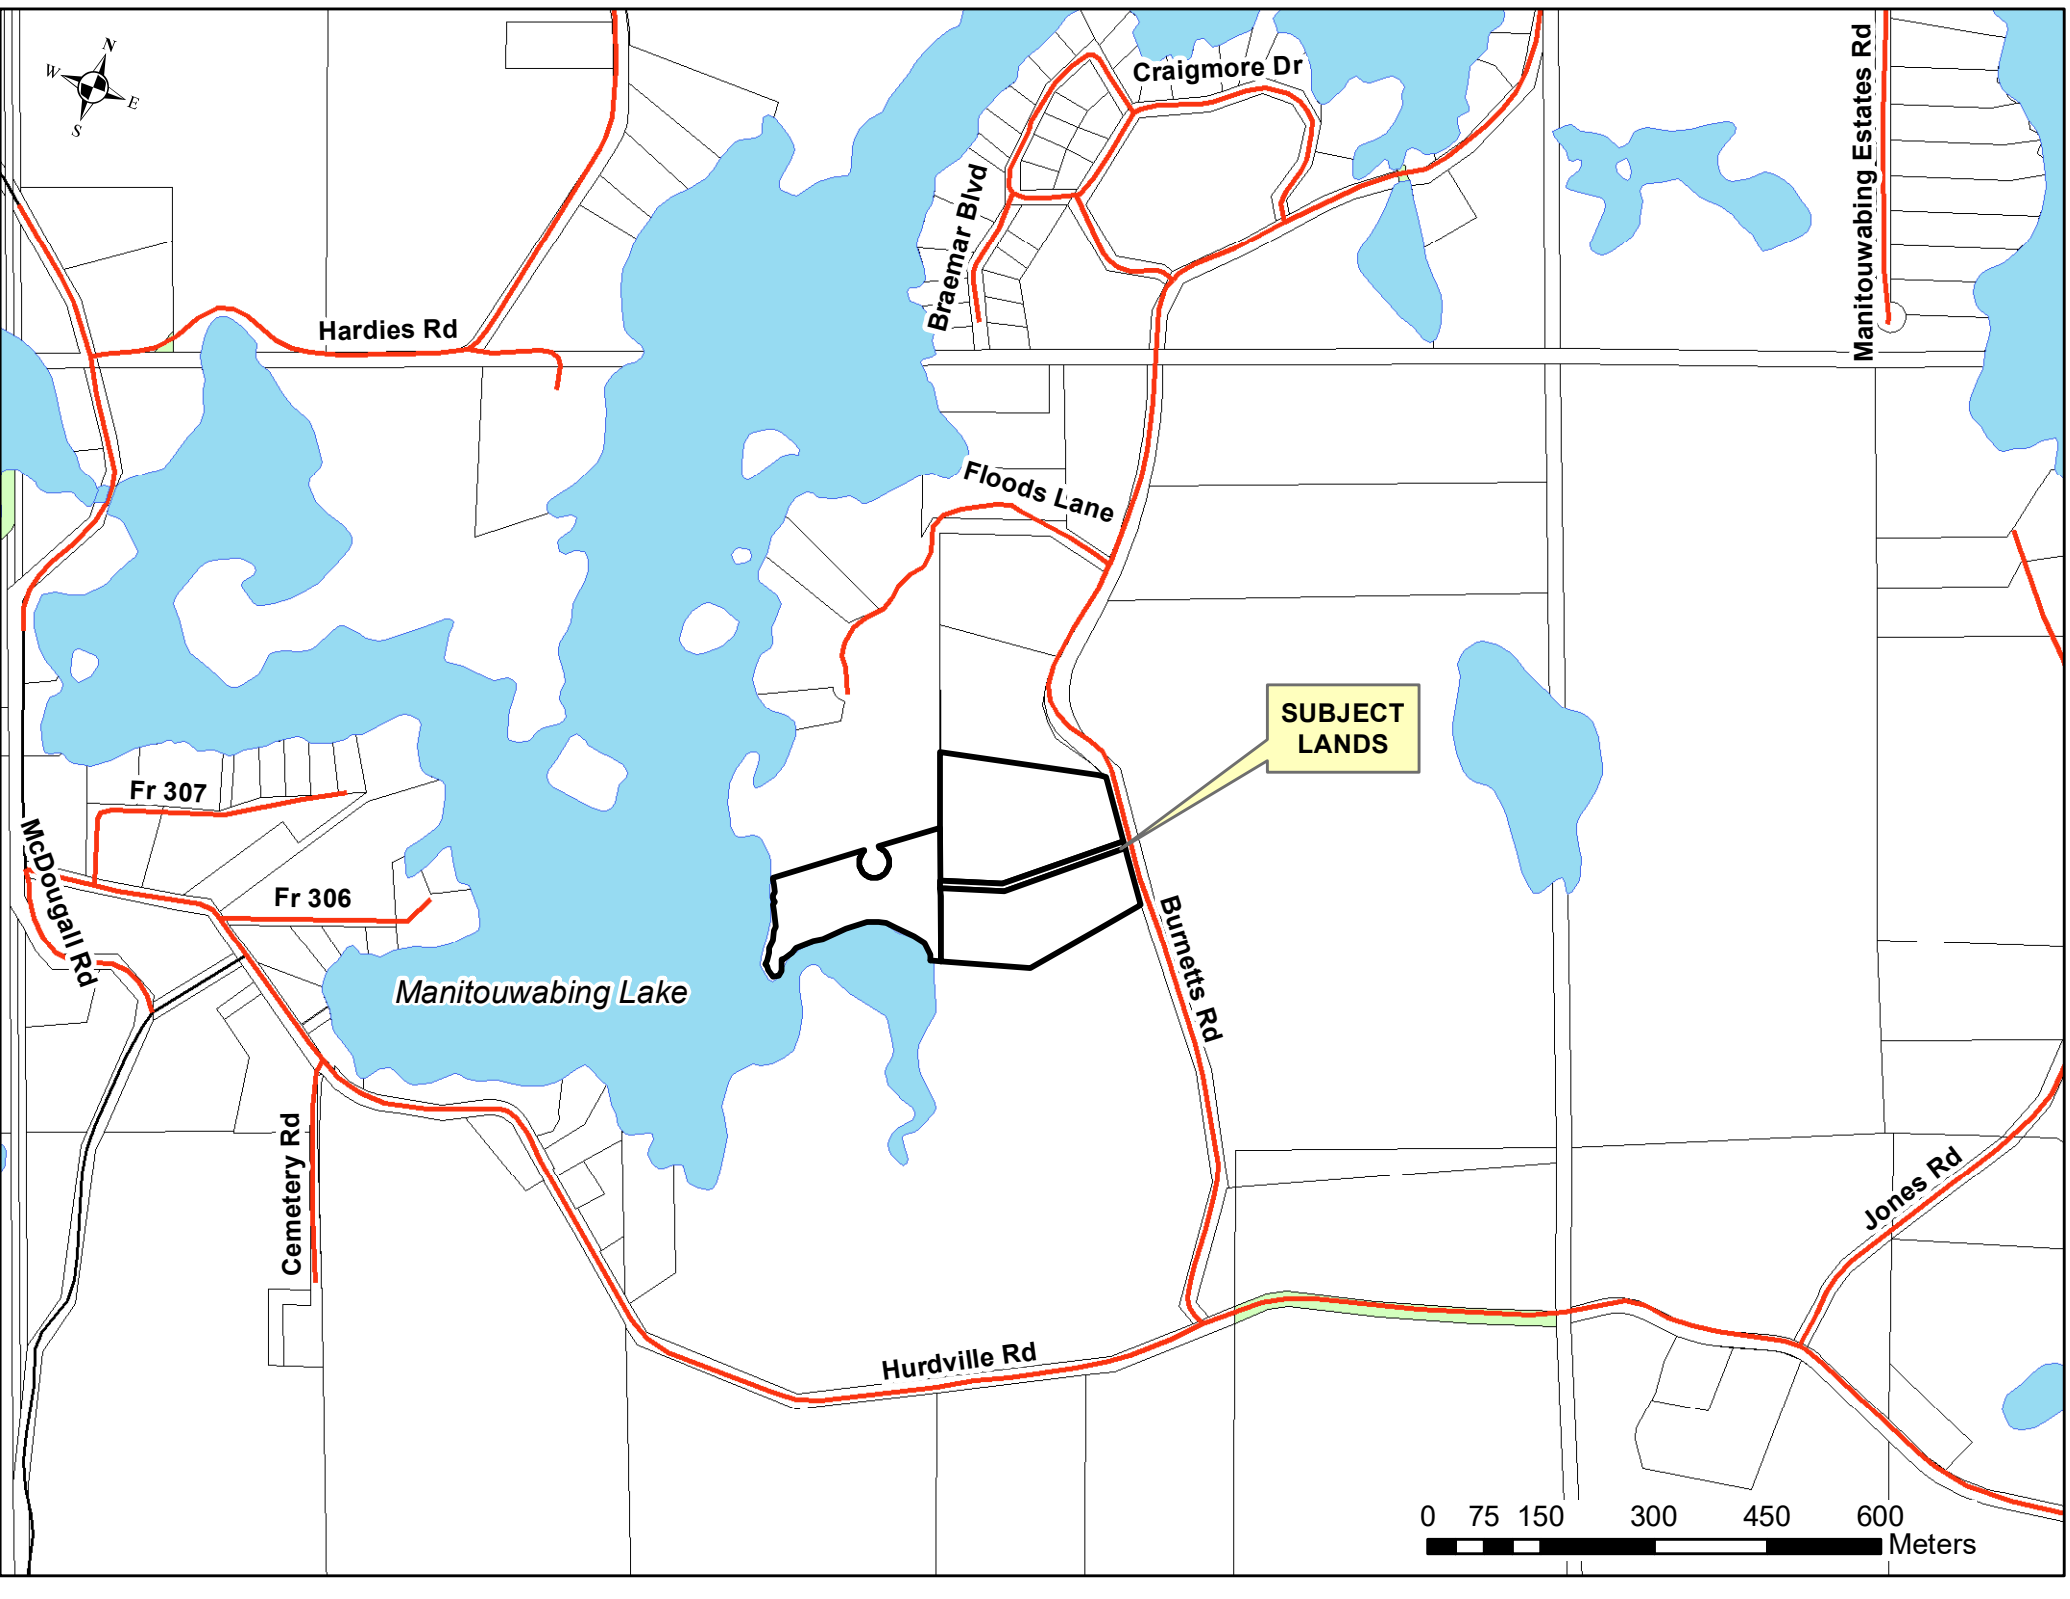 N
W
E
S
Craigmore Dr
Manitouwabing Estates Rd
Braemar Blvd
Hardies Rd
Floods Lane
SUBJECT
LANDS
Fr 307
McDougall Rd
Fr 306
Burnetts Rd
Manitouwabing Lake
Cemetery Rd
Jones Rd
Hurdville Rd
0 75 150 300 450 600
Meters